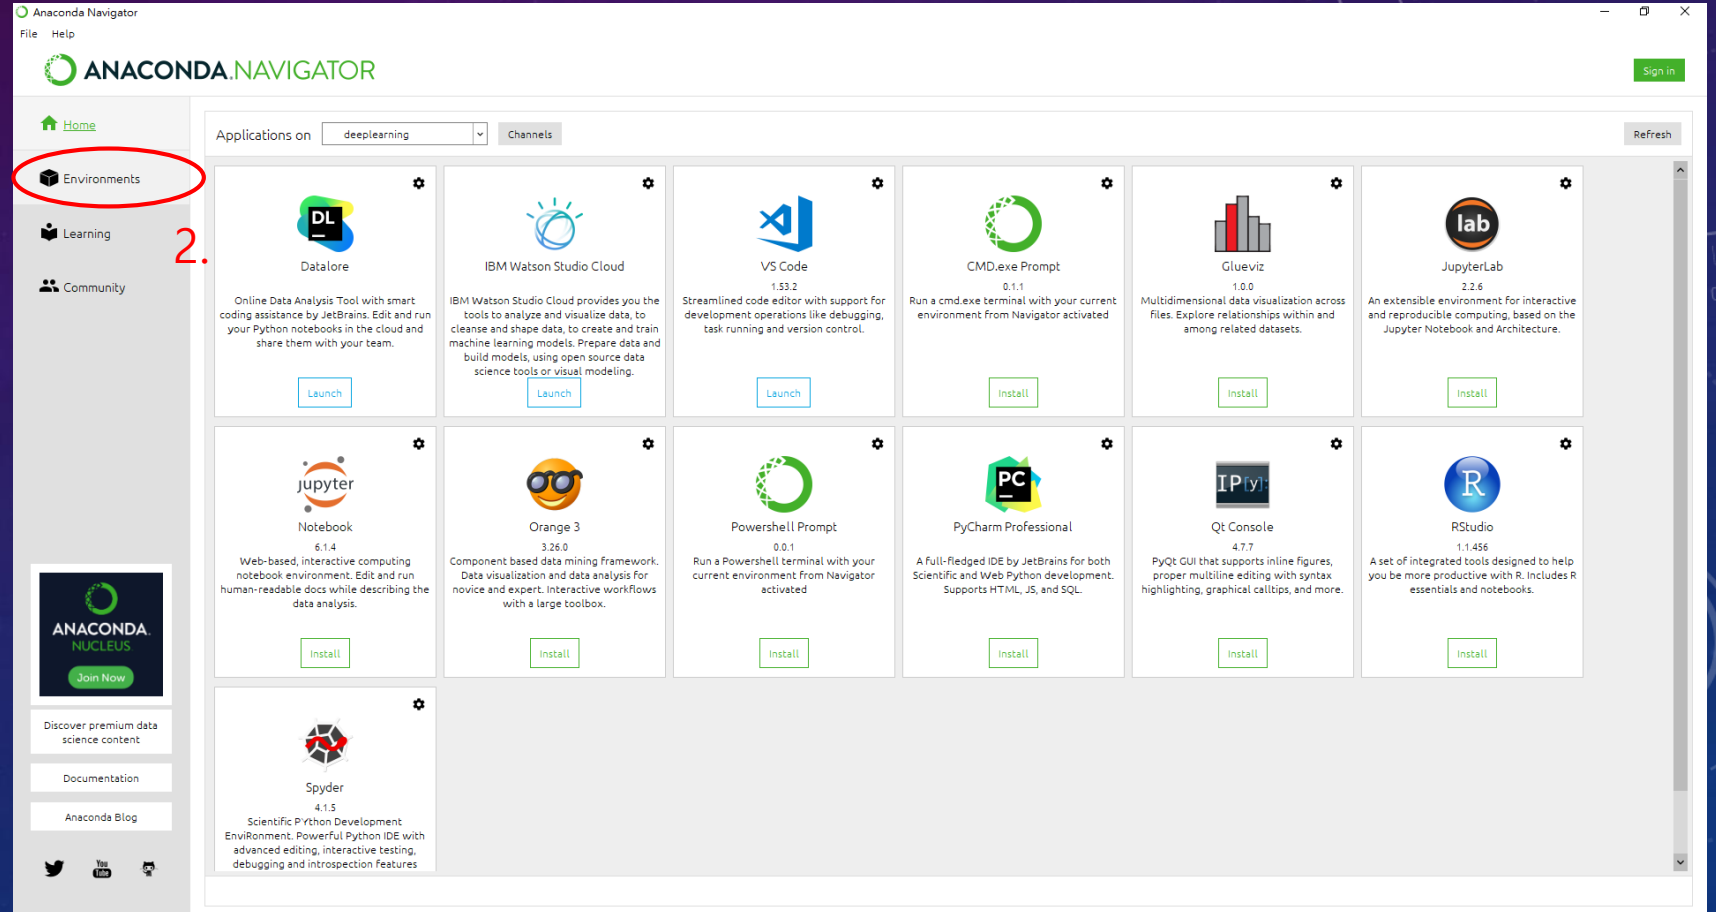 Anaconda Navigator
File Help
ANACONDA.NAVIGATOR
Sign in
Home
Environments
Learning
Community
2.
Applications on deeplearning Channels
Refresh
DL
Datalore
Online Data Analysis Tool with smart
coding assistance by JetBrains. Edit and run
your Python notebooks in the cloud and
share them with your team.
Launch
IBM Watson Studio Cloud
IBM Watson Studio Cloud provides you the
tools to analyze and visualize data, to
cleanse and shape data, to create and train
machine learning models. Prepare data and
build models, using open source data
science tools or visual modeling.
Launch
VS Code
1.53.2
Streamlined code editor with support for
development operations like debugging,
task running and version control.
Launch
CMD.exe Prompt
0.1.1
Run a cmd.exe terminal with your current
environment from Navigator activated
Install
Glueviz
1.0.0
Multidimensional data visualization across
files. Explore relationships within and
among related datasets.
Install
lab
JupyterLab
2.2.6
An extensible environment for interactive
and reproducible computing, based on the
Jupyter Notebook and Architecture.
Install
jupyter
Notebook
6.1.4
Web-based, interactive computing
notebook environment. Edit and run
human-readable docs while describing the
data analysis.
Install
Orange 3
3.26.0
Component based data mining framework.
Data visualization and data analysis for
novice and expert. Interactive workflows
with a large toolbox.
Install
Powershell Prompt
0.0.1
Run a Powershell terminal with your
current environment from Navigator
activated
Install
PC
PyCharm Professional
A full-fledged IDE by JetBrains for both
Scientific and Web Python development.
Supports HTML, JS, and SQL.
Install
IP[y]:
Qt Console
4.7.7
PyQt GUI that supports inline figures,
proper multiline editing with syntax
highlighting, graphical calltips, and more.
Install
R
RStudio
1.1.456
A set of integrated tools designed to help
you be more productive with R. Includes R
essentials and notebooks.
Install
Spyder
4.1.5
Scientific PYthon Development
EnviRonment. Powerful Python IDE with
advanced editing, interactive testing,
debugging and introspection features
ANACONDA.
NUCLEUS
Join Now
Discover premium data
science content
Documentation
Anaconda Blog
You
Tube